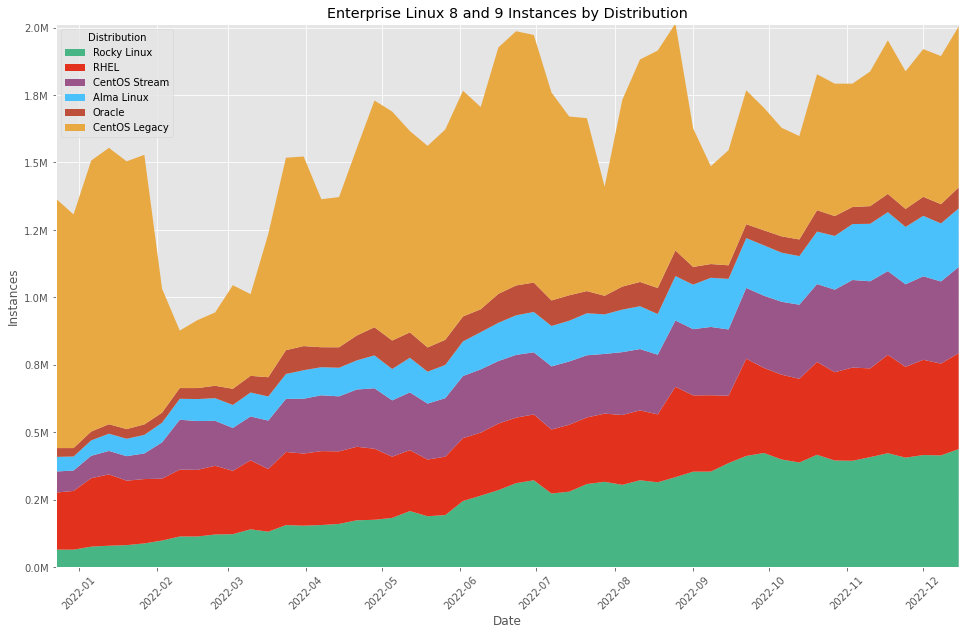 Enterprise Linux 8 and 9 Instances by Distribution
2.0M
1.8M
1.5M
1.2M
1.0M
0.8M
0.5M
0.2M
0.0M
Instances
Distribution
Rocky Linux
RHEL
CentOS Stream
Alma Linux
Oracle
CentOS Legacy
2022-01
2022-02
2022-03
2022-04
2022-05
2022-06
2022-07
2022-08
2022-09
2022-10
2022-11
2022-12
Date